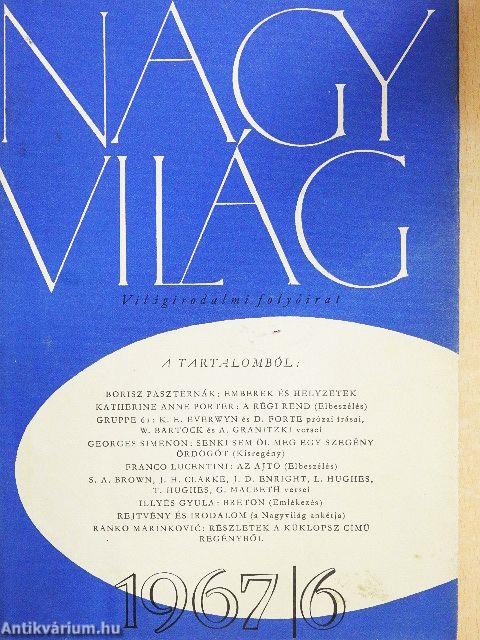 NAGY
VILÁG
Világirodalmi folyóirat
A TARTALOMBÓL:
BORISZ PASZTERNÁK: EMBEREK ÉS HELYZETEK
KATHERINE ANNE PORTER: A RÉGI REND (Elbeszélés)
GRUPPE 61: K. E. EVERWYN és D. FORTE prózai írásai,
W. BARTOCK és A. GRANITZKI versei
GEORGES SIMENON: SENKI SEM ÖL MEG EGY SZEGÉNY
ÖRDÖGÖT (Kisregény)
FRANCO LUCENTINI: AZ AJTÓ (Elbeszélés)
S. A. BROWN, J. H. CLARKE, J. D. ENRIGHT, L. HUGHES,
T. HUGHES, G. MACBETH versei
ILLYÉS GYULA: BRETON (Emlékezés)
REJTVÉNY ÉS IRODALOM (a Nagyvilág ankétja)
RANKO MARINKOVIĆ: RÉSZLETEK A KÜKLOPSZ CÍMŰ
REGÉNYBŐL
1967/6
Antikvárium.hu